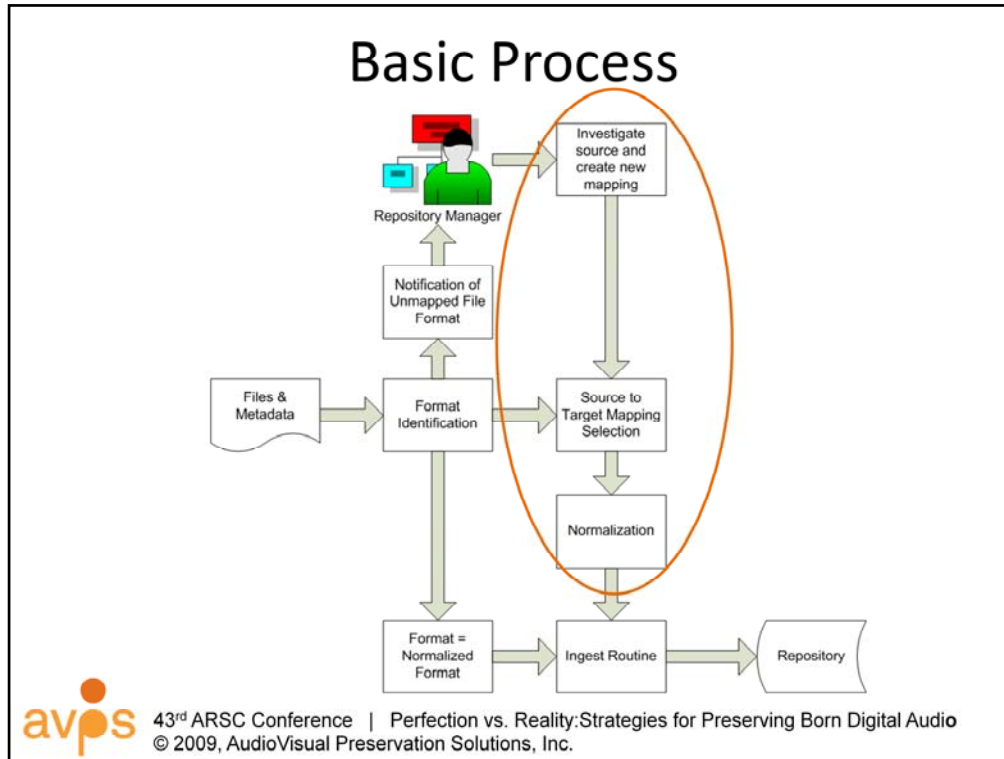 Basic Process
Investigate
source and
create new
mapping
Repository Manager
Notification of
Unmapped File
Format
Files &
Metadata
Format
Identification
Source to
Target Mapping
Selection
Normalization
Format =
Normalized
Format
Ingest Routine
Repository
avps
43rd ARSC Conference | Perfection vs. Reality:Strategies for Preserving Born Digital Audio
© 2009, AudioVisual Preservation Solutions, Inc.